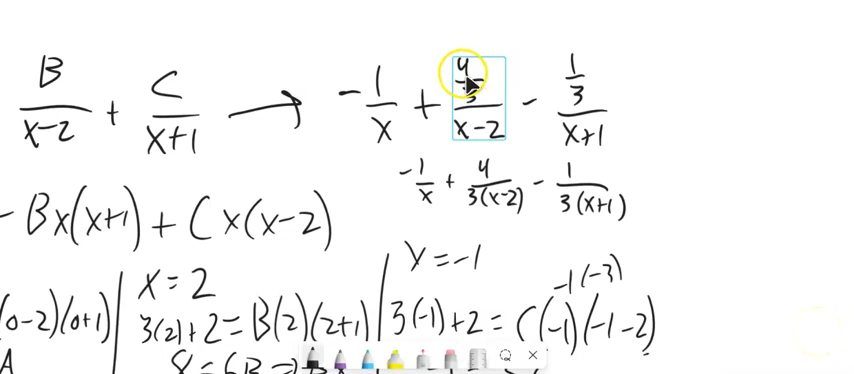 B/(x-2) + C/(x+1) → -1/x + (4/3)/(x-2) - (1/3)/(x+1)
-1/x + 4/(3(x-2)) - 1/(3(x+1))
- Bx(x+1) + Cx(x-2)
x = 2
x = -1
-1(-3)
(0-2)(0+1)
3(2)+2 = B(2)(2+1)
3(-1)+2 = C(-1)(-1-2)
A
8 = 6B ⇒